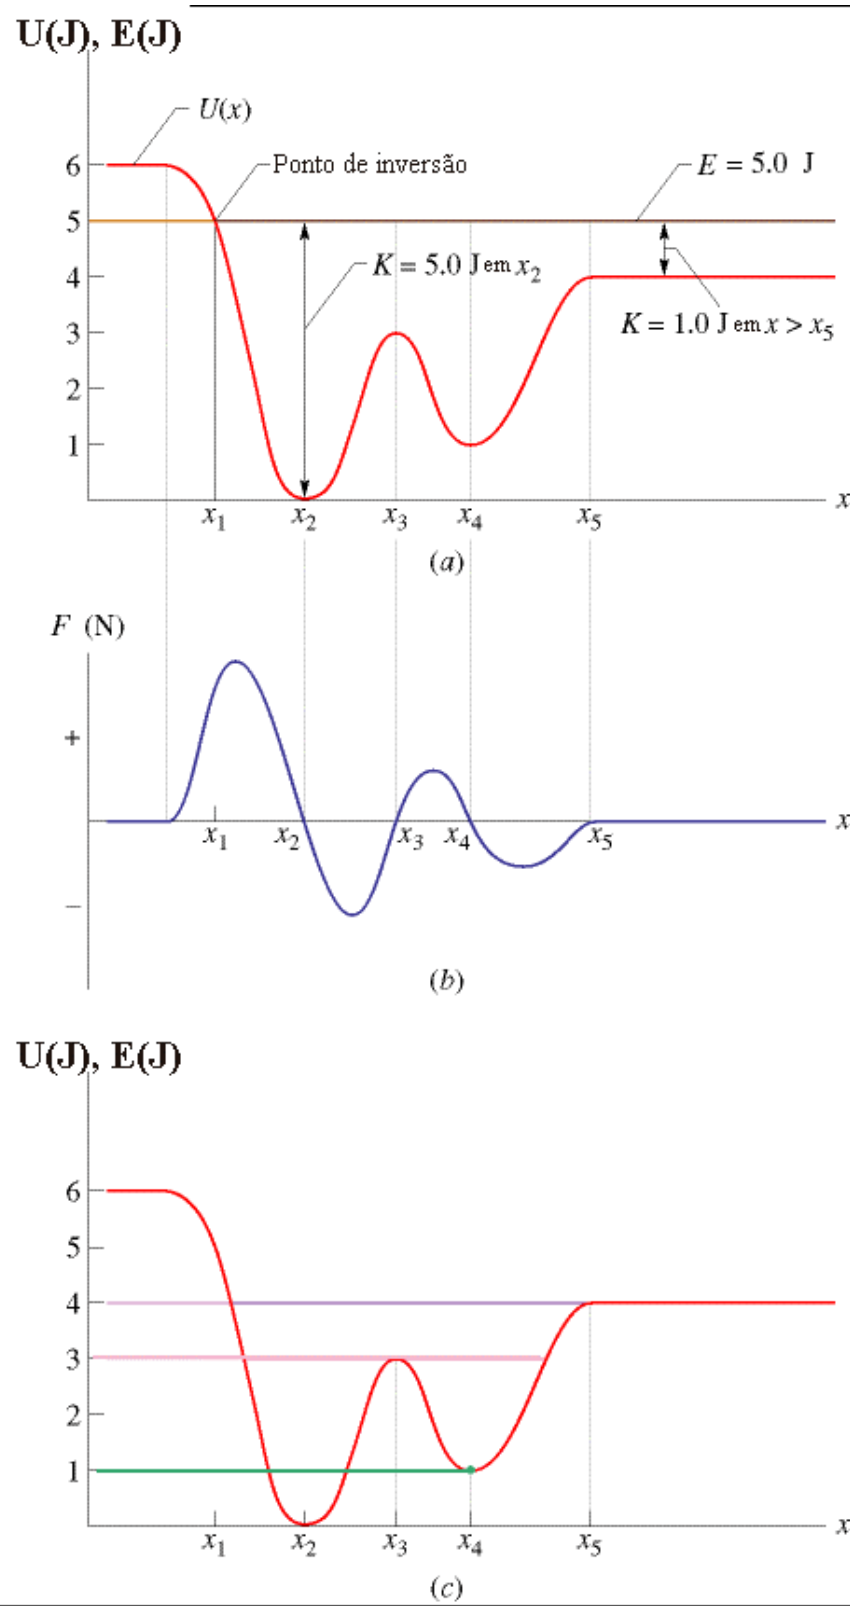 U(J), E(J)
U(x)
Ponto de inversão
E = 5.0 J
6
5
K = 5.0 J em x2
4
K = 1.0 J em x > x5
3
2
1
x1 x2 x3 x4 x5 x
(a)
F (N)
+
x1 x2 x3 x4 x5 x
–
(b)
U(J), E(J)
6
5
4
3
2
1
x1 x2 x3 x4 x5 x
(c)